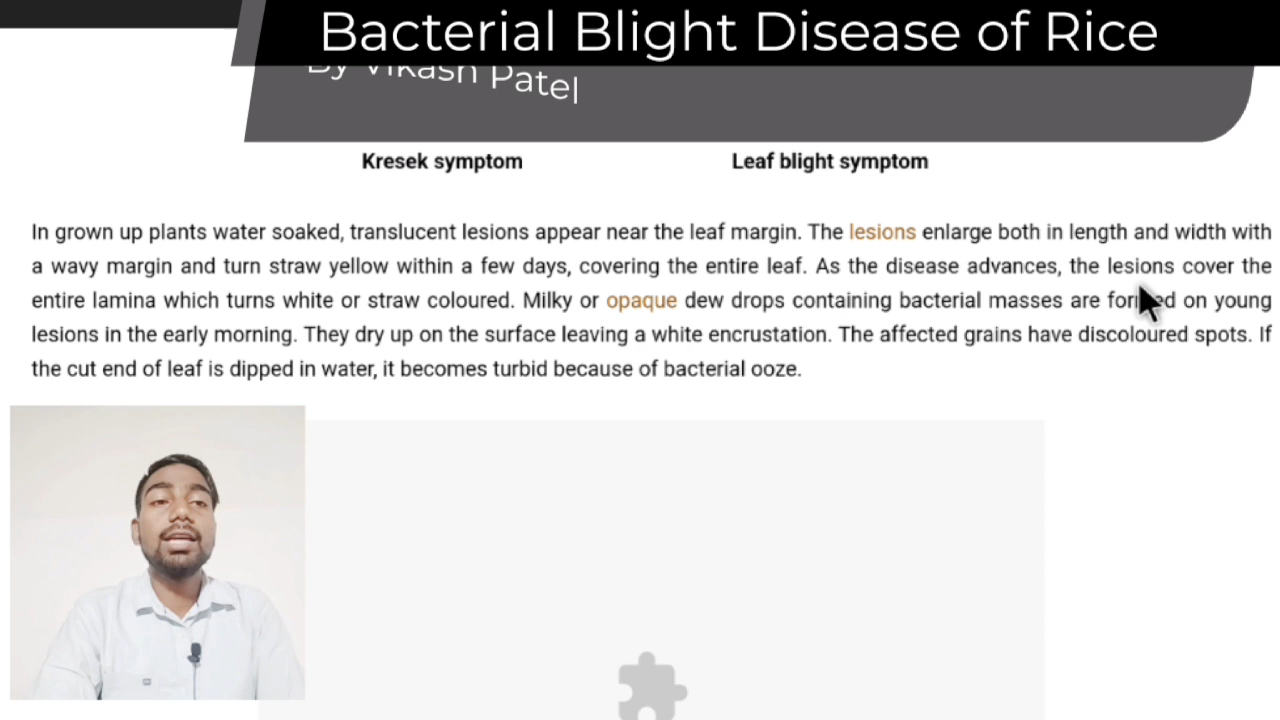 Bacterial Blight Disease of Rice
By Vikash Patel
Kresek symptom
Leaf blight symptom
In grown up plants water soaked, translucent lesions appear near the leaf margin. The lesions enlarge both in length and width with
a wavy margin and turn straw yellow within a few days, covering the entire leaf. As the disease advances, the lesions cover the
entire lamina which turns white or straw coloured. Milky or opaque dew drops containing bacterial masses are formed on young
lesions in the early morning. They dry up on the surface leaving a white encrustation. The affected grains have discoloured spots. If
the cut end of leaf is dipped in water, it becomes turbid because of bacterial ooze.